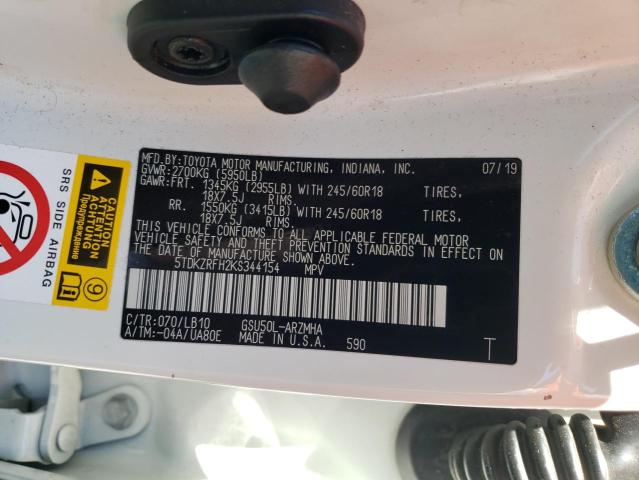 MFD.BY:TOYOTA MOTOR MANUFACTURING, INDIANA, INC. 07/19
GVWR:2700KG (5950LB)
GAWR:FRT. 1345KG (2955LB) WITH 245/60R18 TIRES,
18X7.5J RIMS.
RR. 1550KG (3415LB) WITH 245/60R18 TIRES,
18X7.5J RIMS.
THIS VEHICLE CONFORMS TO ALL APPLICABLE FEDERAL MOTOR
VEHICLE SAFETY AND THEFT PREVENTION STANDARDS IN EFFECT ON
THE DATE OF MANUFACTURE SHOWN ABOVE.
5TDKZRFH2KS344154 MPV
C/TR:070/LB10 GSU50L-ARZMHA
A/TM:-04A/UA80E MADE IN U.S.A. 590 T
SRS SIDE AIRBAG
CAUTION
ATTENTION
ACHTUNG
Предупреждение
9